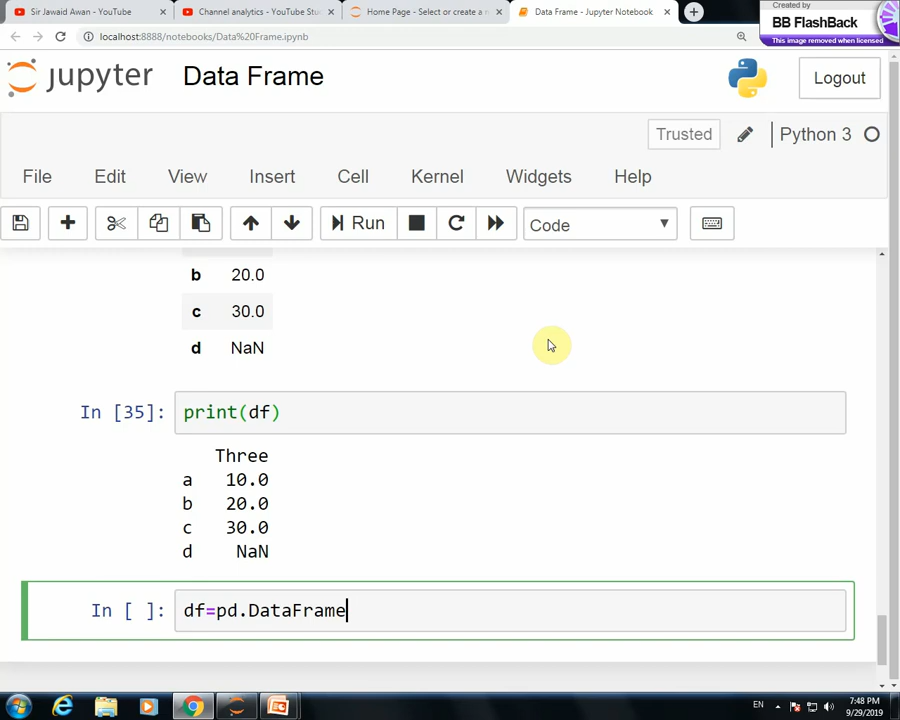 Sir Jawaid Awan - YouTube × Channel analytics - YouTube Stu × Home Page - Select or create a n × Data Frame - Jupyter Notebook × +
Created by
BB FlashBack
This image removed when licensed
localhost:8888/notebooks/Data%20Frame.ipynb
jupyter Data Frame Logout
Trusted Python 3
File Edit View Insert Cell Kernel Widgets Help
Run Code
b 20.0
c 30.0
d NaN
In [35]: print(df)
Three
a 10.0
b 20.0
c 30.0
d NaN
In [ ]: df=pd.DataFrame
EN 7:48 PM
9/29/2019